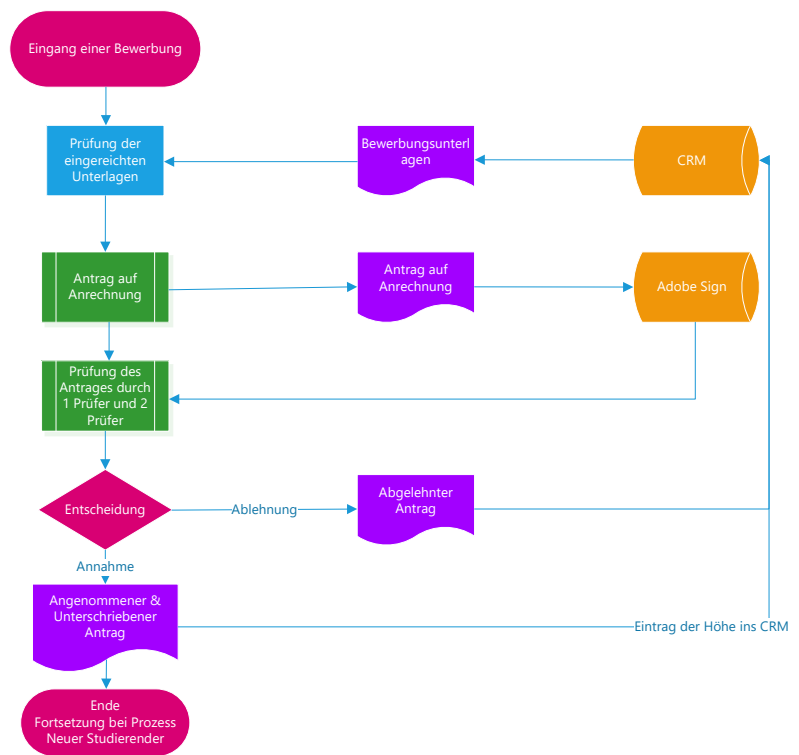 Eingang einer Bewerbung
Prüfung der
eingereichten
Unterlagen
Bewerbungsunterl
agen
CRM
Antrag auf
Anrechnung
Antrag auf
Anrechnung
Adobe Sign
Prüfung des
Antrages durch
1 Prüfer und 2
Prüfer
Entscheidung
Ablehnung
Abgelehnter
Antrag
Annahme
Angenommener &
Unterschriebener
Antrag
Eintrag der Höhe ins CRM
Ende
Fortsetzung bei Prozess
Neuer Studierender